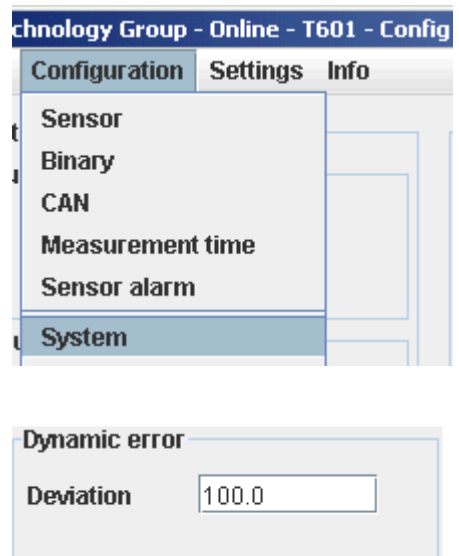 chnology Group - Online - T601 - Config
Configuration Settings Info
Sensor
Binary
CAN
Measurement time
Sensor alarm
System
Dynamic error
Deviation 100.0